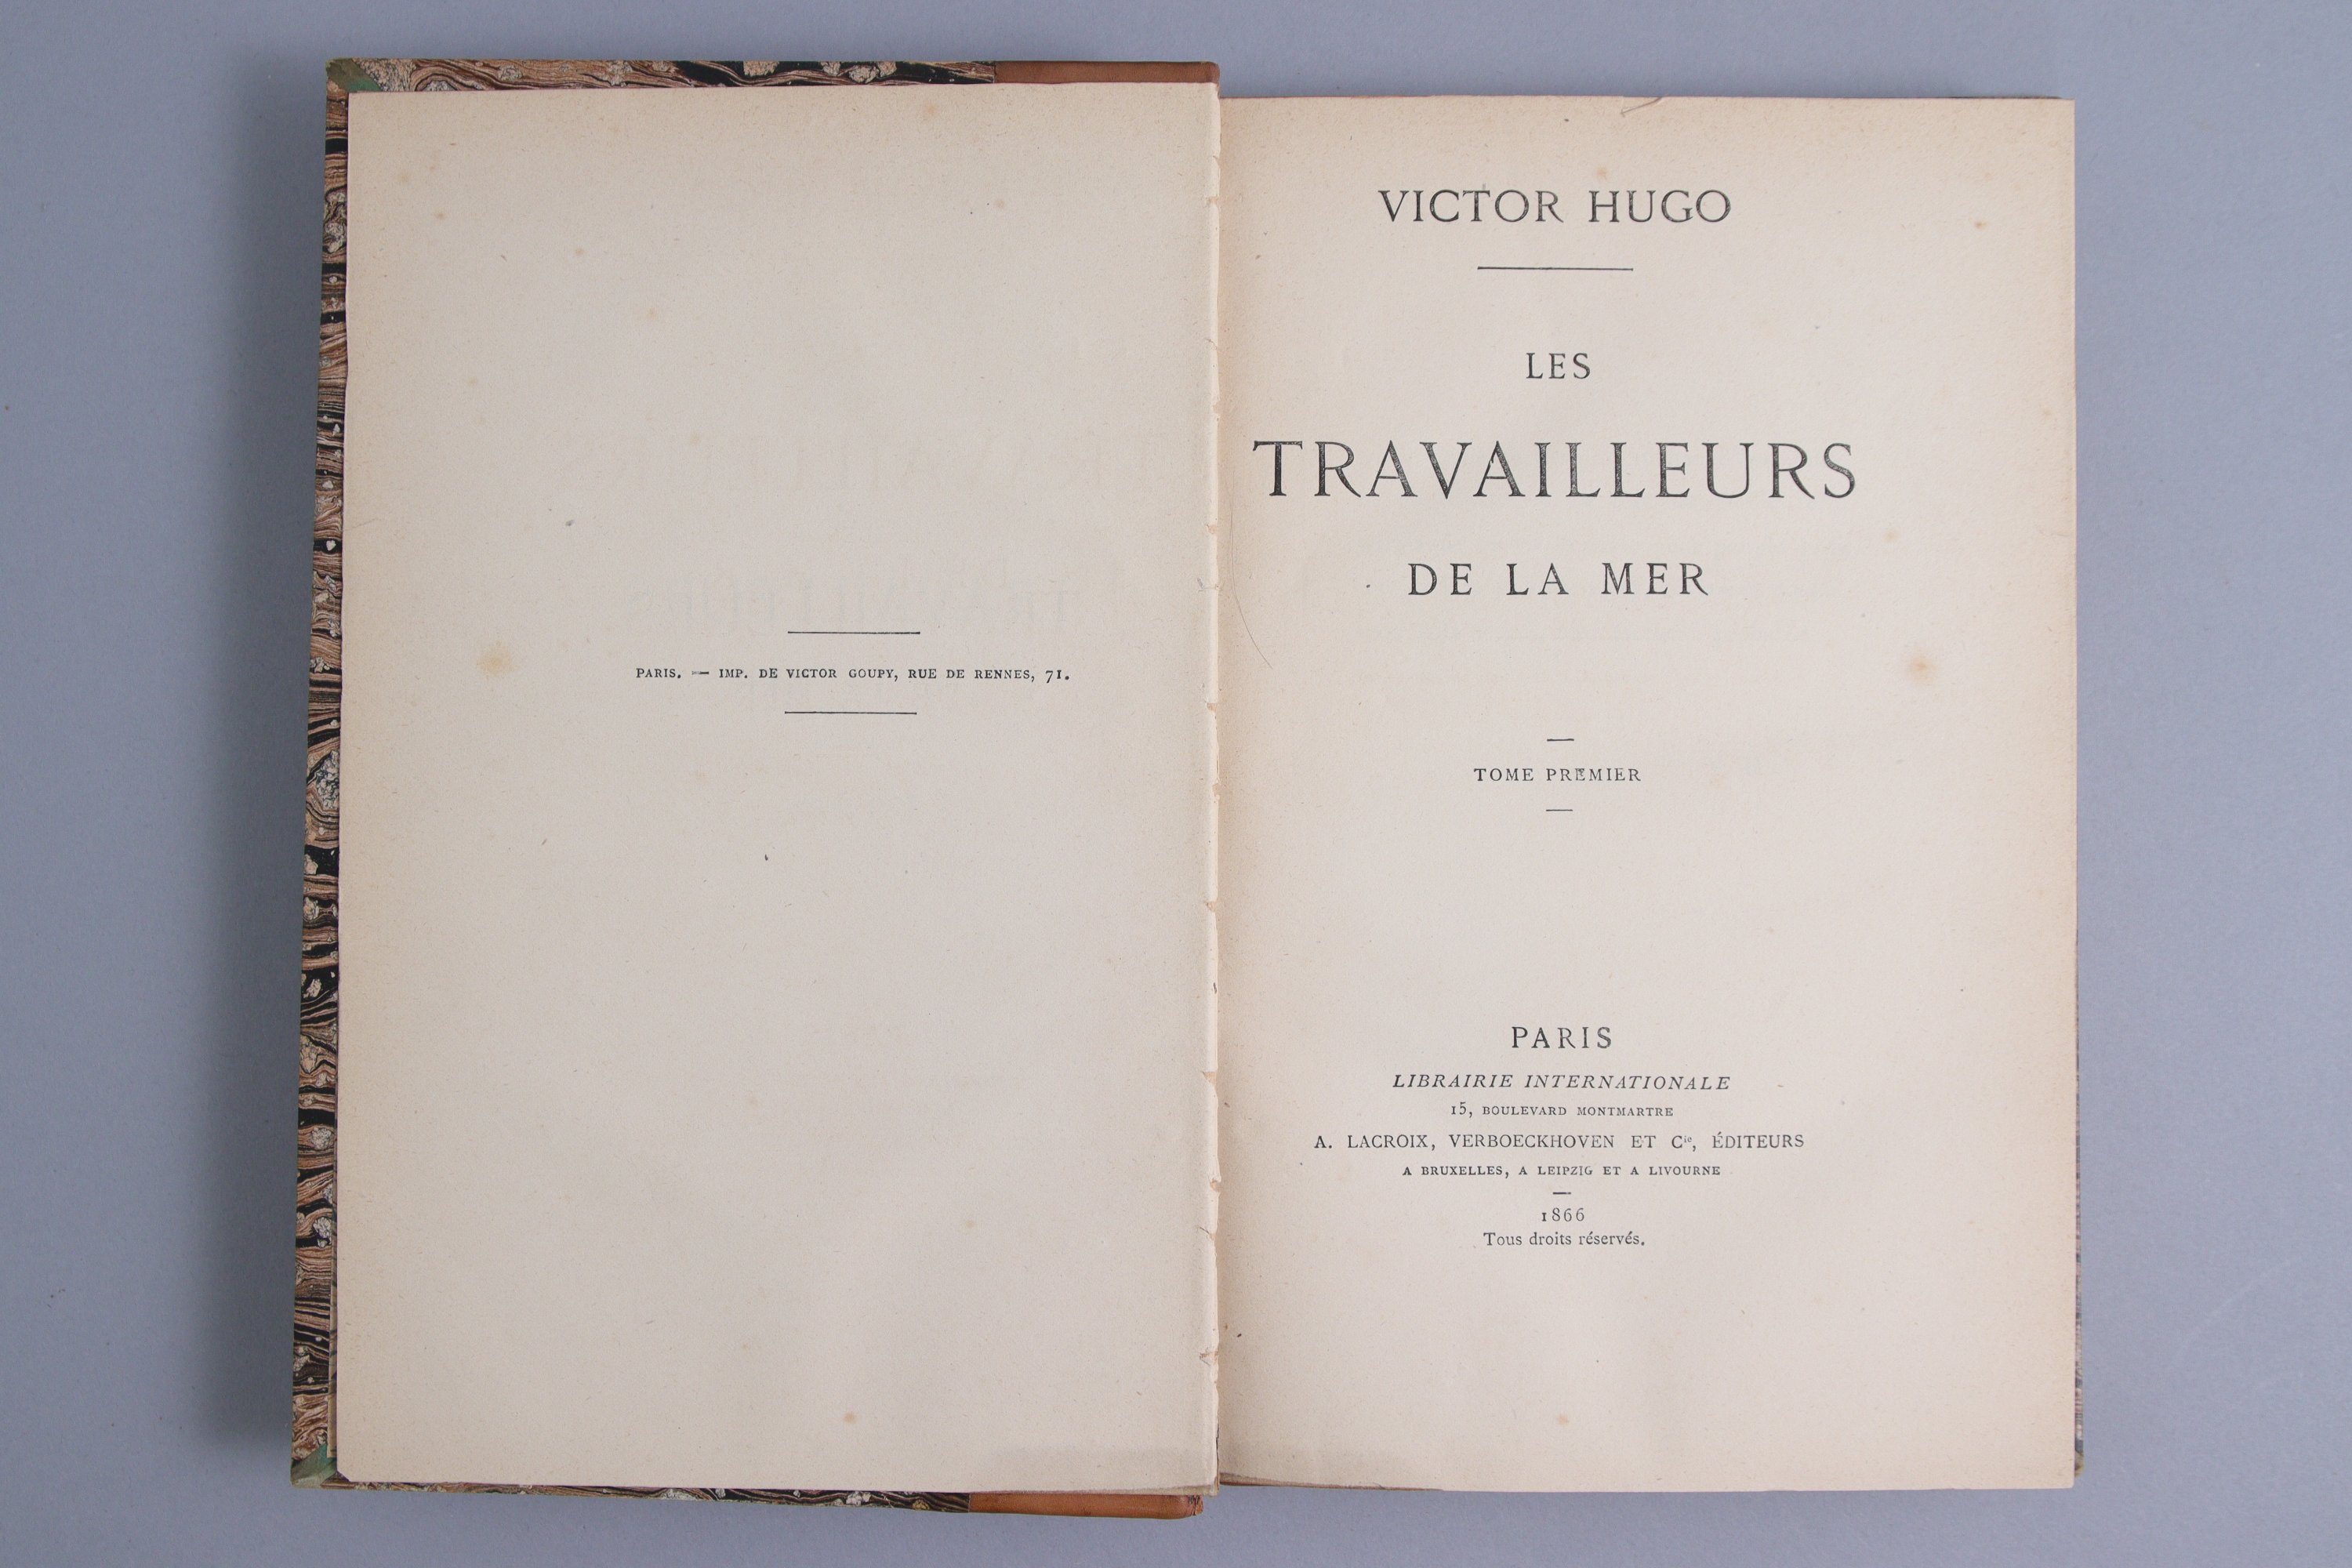 PARIS. — IMP. DE VICTOR GOUPY, RUE DE RENNES, 71.
VICTOR HUGO
LES
TRAVAILLEURS
DE LA MER
TOME PREMIER
PARIS
LIBRAIRIE INTERNATIONALE
15, BOULEVARD MONTMARTRE
A. LACROIX, VERBOECKHOVEN ET Cie, ÉDITEURS
A BRUXELLES, A LEIPZIG ET A LIVOURNE
1866
Tous droits réservés.